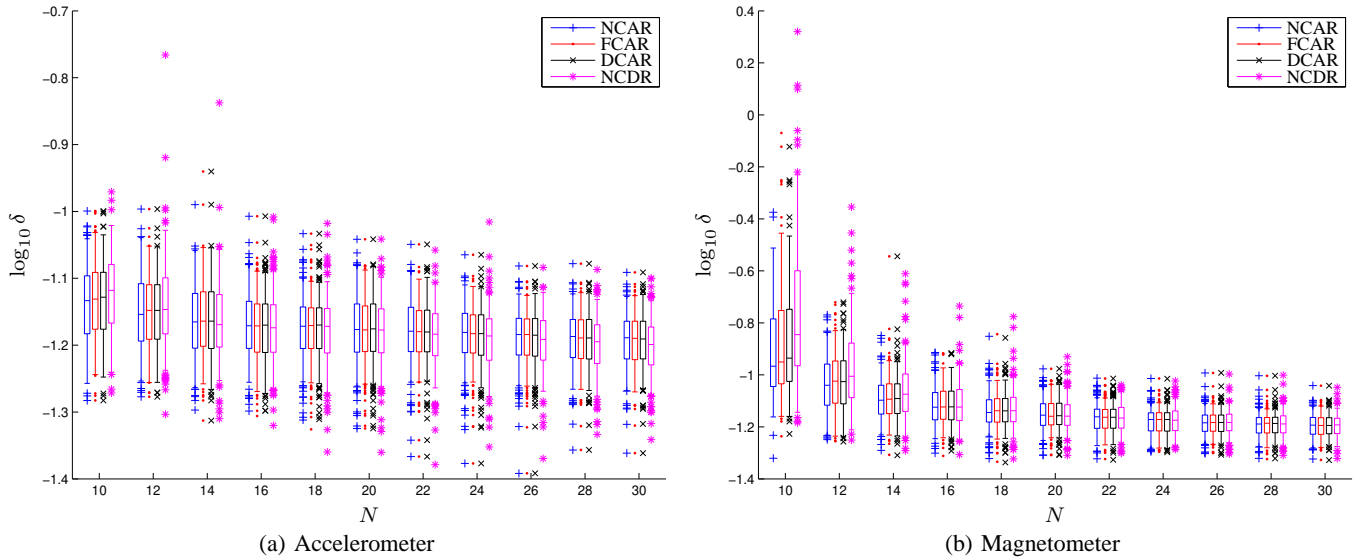 -0.7
-0.8
-0.9
-1
-1.1
-1.2
-1.3
-1.4
log10 δ
10 12 14 16 18 20 22 24 26 28 30
N
NCAR
FCAR
DCAR
NCDR
(a) Accelerometer
0.4
0.2
0
-0.2
-0.4
-0.6
-0.8
-1.0
-1.2
-1.4
log10 δ
10 12 14 16 18 20 22 24 26 28 30
N
NCAR
FCAR
DCAR
NCDR
(b) Magnetometer